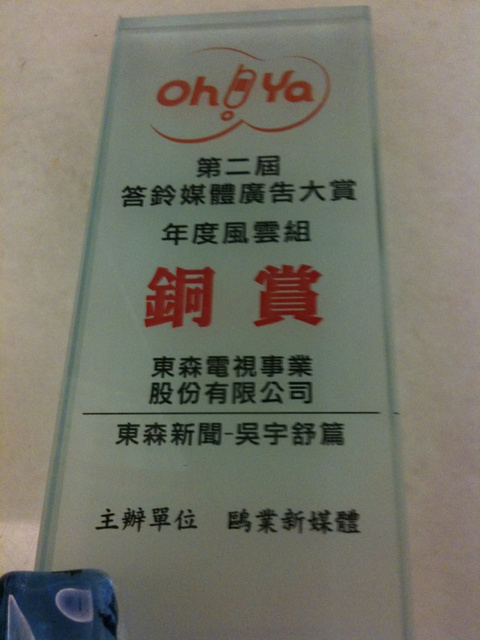 Oh!Ya
第二屆
答鈴媒體廣告大賞
年度風雲組
銅賞
東森電視事業
股份有限公司
東森新聞-吳宇舒篇
主辦單位 鷗業新媒體